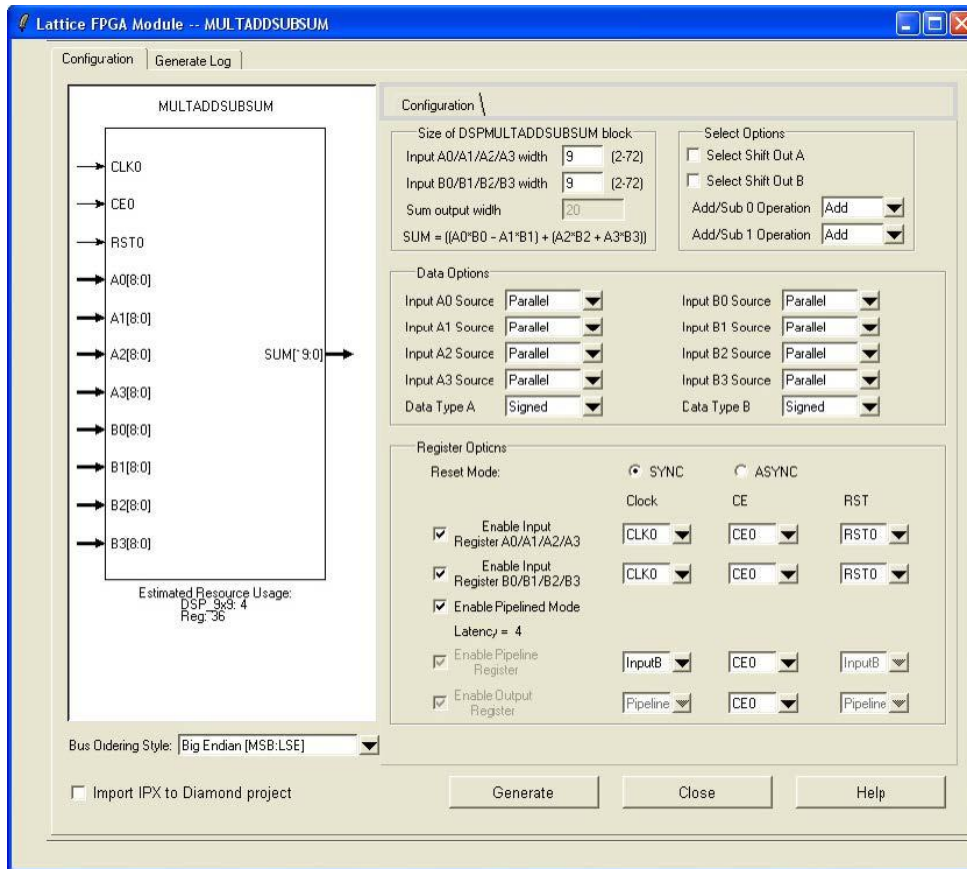 Lattice FPGA Module -- MULTADDSUBSUM
Configuration Generate Log
MULTADDSUBSUM
CLK0
CE0
RST0
A0[8:0]
A1[8:0]
A2[8:0] SUM[19:0]
A3[8:0]
B0[8:0]
B1[8:0]
B2[8:0]
B3[8:0]
Estimated Resource Usage:
DSP_9x9: 4
Reg: 36
Bus Ordering Style: Big Endian [MSB:LSB]
Configuration
Size of DSPMULTADDSUBSUM block
Input A0/A1/A2/A3 width 9 (2-72)
Input B0/B1/B2/B3 width 9 (2-72)
Sum output width 20
SUM = ((A0*B0 - A1*B1) + (A2*B2 + A3*B3))
Select Options
Select Shift Out A
Select Shift Out B
Add/Sub 0 Operation Add
Add/Sub 1 Operation Add
Data Options
Input A0 Source Parallel Input B0 Source Parallel
Input A1 Source Parallel Input B1 Source Parallel
Input A2 Source Parallel Input B2 Source Parallel
Input A3 Source Parallel Input B3 Source Parallel
Data Type A Signed Data Type B Signed
Register Options
Reset Mode: SYNC ASYNC
Clock CE RST
Enable Input
Register A0/A1/A2/A3 CLK0 CE0 RST0
Enable Input
Register B0/B1/B2/B3 CLK0 CE0 RST0
Enable Pipelined Mode
Latency = 4
Enable Pipeline
Register InputB CE0 InputB
Enable Output
Register Pipeline CE0 Pipeline
Import IPX to Diamond project Generate Close Help